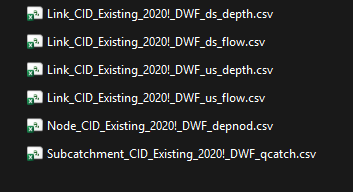 Link_CID_Existing_2020!_DWF_ds_depth.csv
Link_CID_Existing_2020!_DWF_ds_flow.csv
Link_CID_Existing_2020!_DWF_us_depth.csv
Link_CID_Existing_2020!_DWF_us_flow.csv
Node_CID_Existing_2020!_DWF_depnod.csv
Subcatchment_CID_Existing_2020!_DWF_qcatch.csv